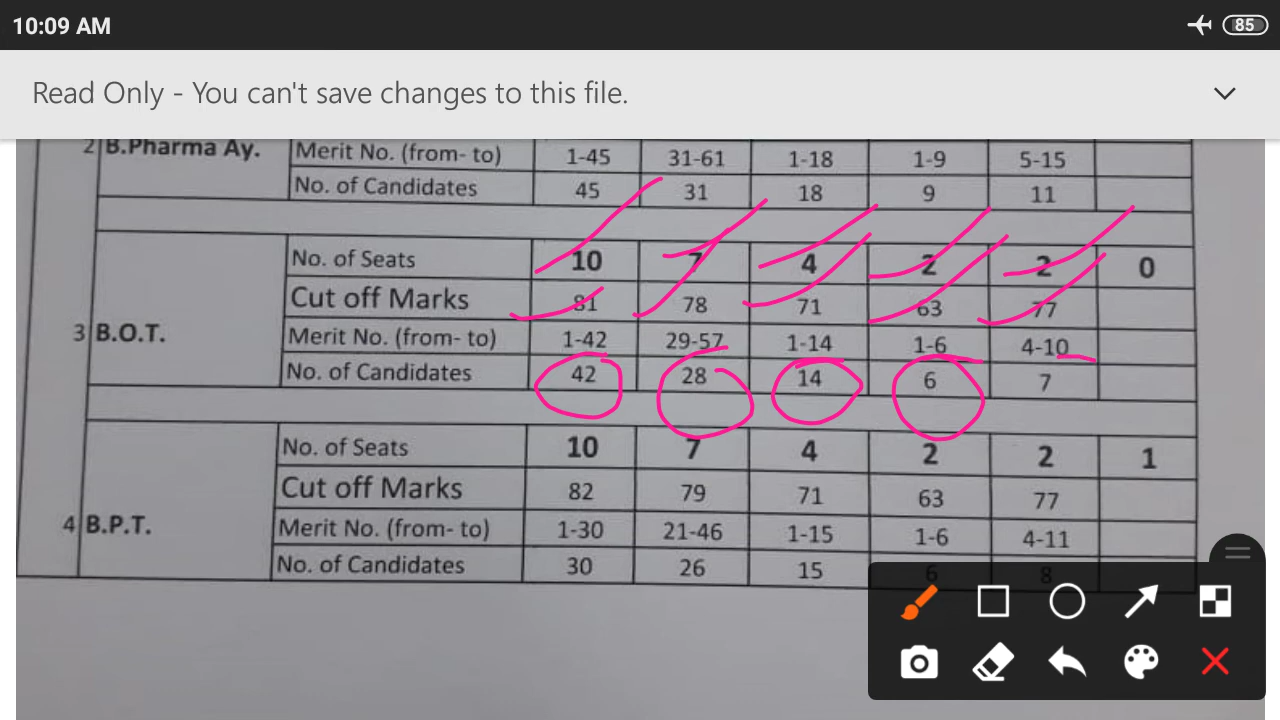 10:09 AM 85
Read Only - You can't save changes to this file.
2 B.Pharma Ay. Merit No. (from- to) 1-45 31-61 1-18 1-9 5-15
No. of Candidates 45 31 18 9 11
No. of Seats 10 7 4 2 2 0
Cut off Marks 81 78 71 63 77
3 B.O.T. Merit No. (from- to) 1-42 29-57 1-14 1-6 4-10
No. of Candidates 42 28 14 6 7
No. of Seats 10 7 4 2 2 1
Cut off Marks 82 79 71 63 77
4 B.P.T. Merit No. (from- to) 1-30 21-46 1-15 1-6 4-11
No. of Candidates 30 26 15 6 8